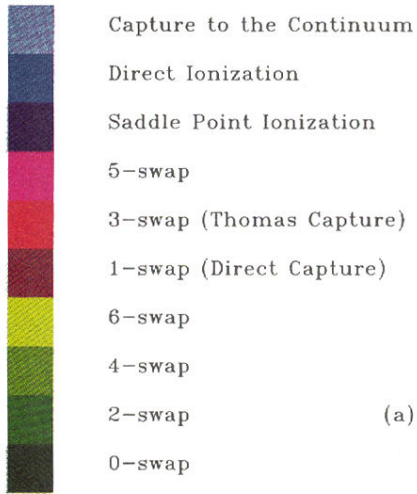 Capture to the Continuum
Direct Ionization
Saddle Point Ionization
5-swap
3-swap (Thomas Capture)
1-swap (Direct Capture)
6-swap
4-swap
2-swap (a)
0-swap